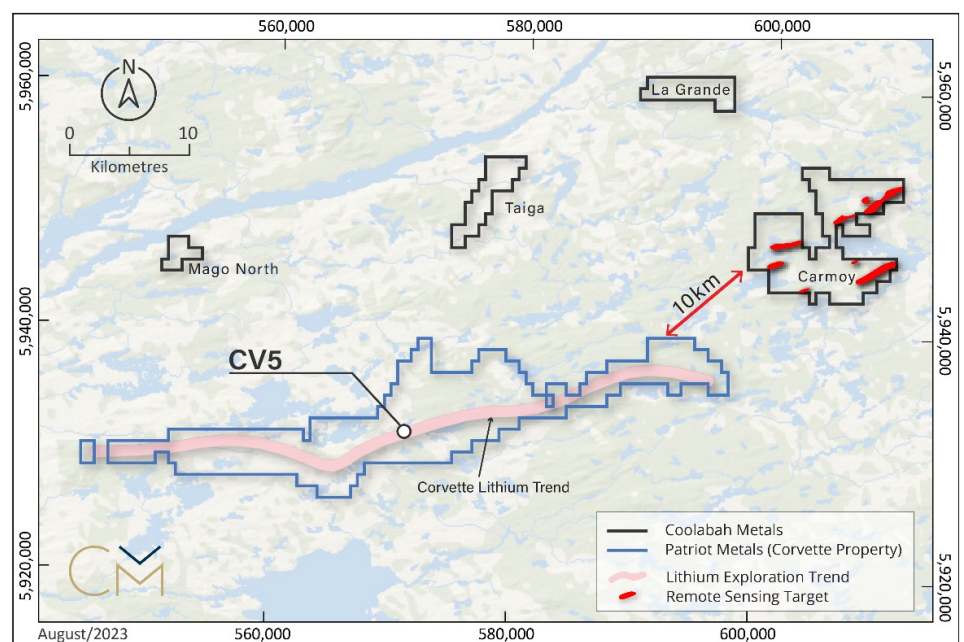 560,000
580,000
600,000
5,960,000
5,960,000
N
0
10
Kilometres
La Grande
Taiga
Mago North
Carmoy
10km
5,940,000
5,940,000
CV5
Corvette Lithium Trend
Coolabah Metals
Patriot Metals (Corvette Property)
Lithium Exploration Trend
Remote Sensing Target
CM
5,920,000
5,920,000
August/2023
560,000
580,000
600,000